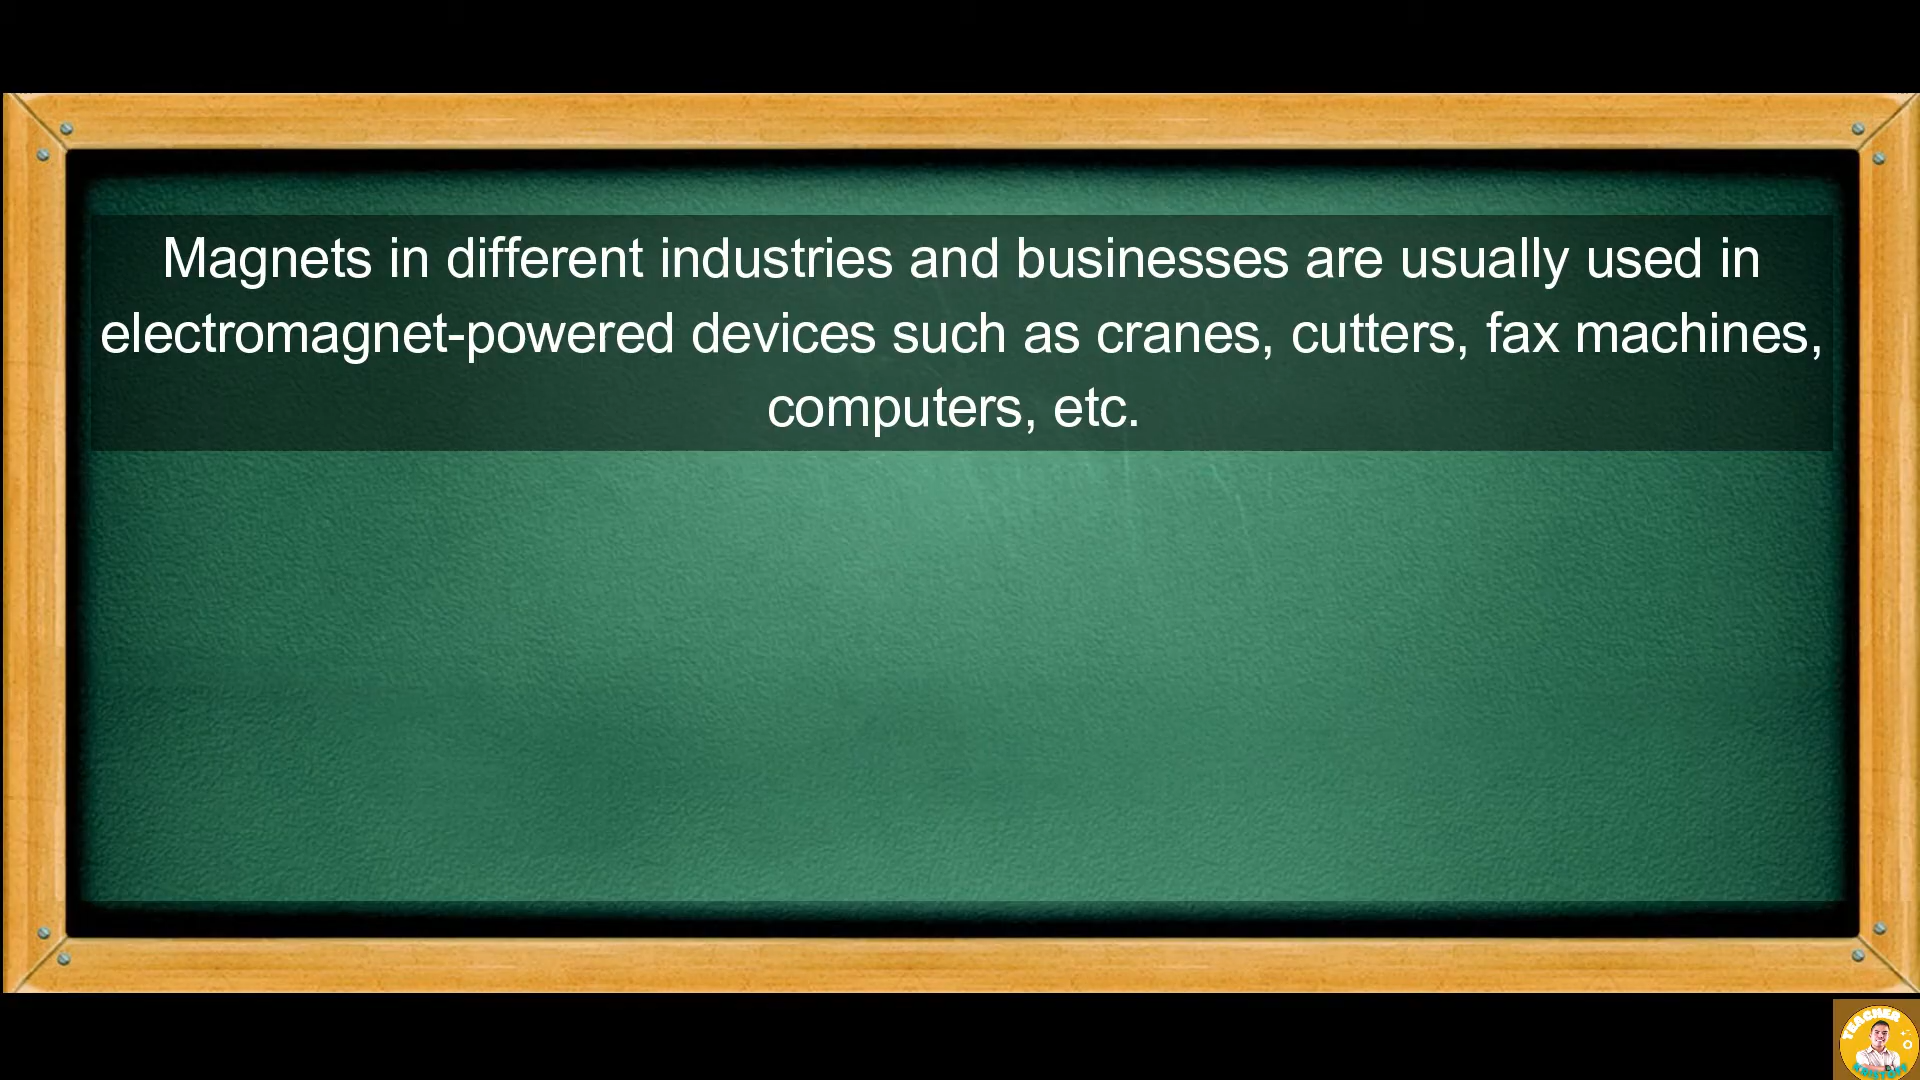 Magnets in different industries and businesses are usually used in
electromagnet-powered devices such as cranes, cutters, fax machines,
computers, etc.
TEACHER